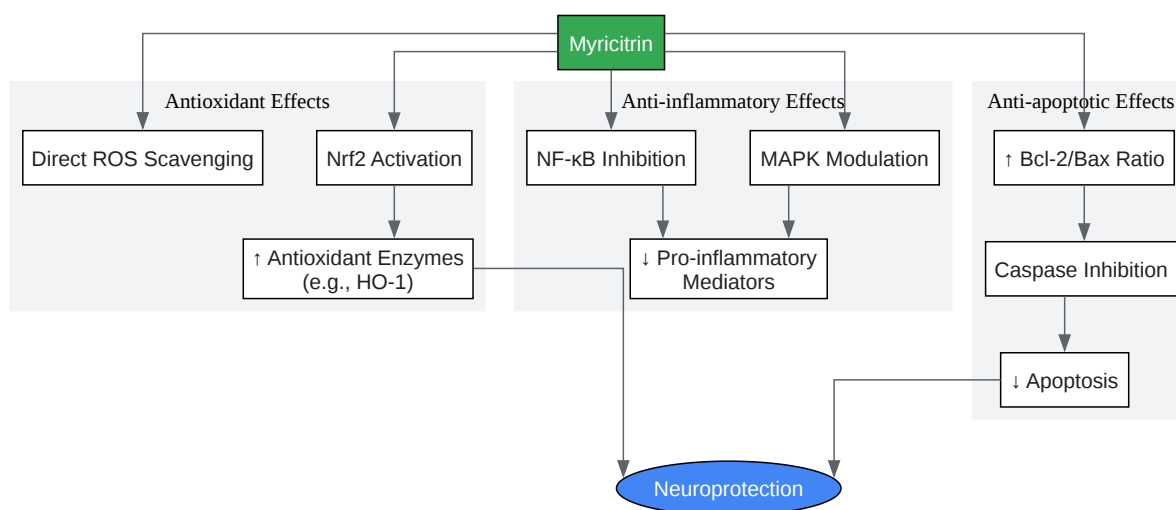 Myricitrin
Antioxidant Effects
Anti-inflammatory Effects
Anti-apoptotic Effects
Direct ROS Scavenging
Nrf2 Activation
NF-κB Inhibition
MAPK Modulation
↑ Bcl-2/Bax Ratio
↑ Antioxidant Enzymes
(e.g., HO-1)
↓ Pro-inflammatory
Mediators
Caspase Inhibition
↓ Apoptosis
Neuroprotection